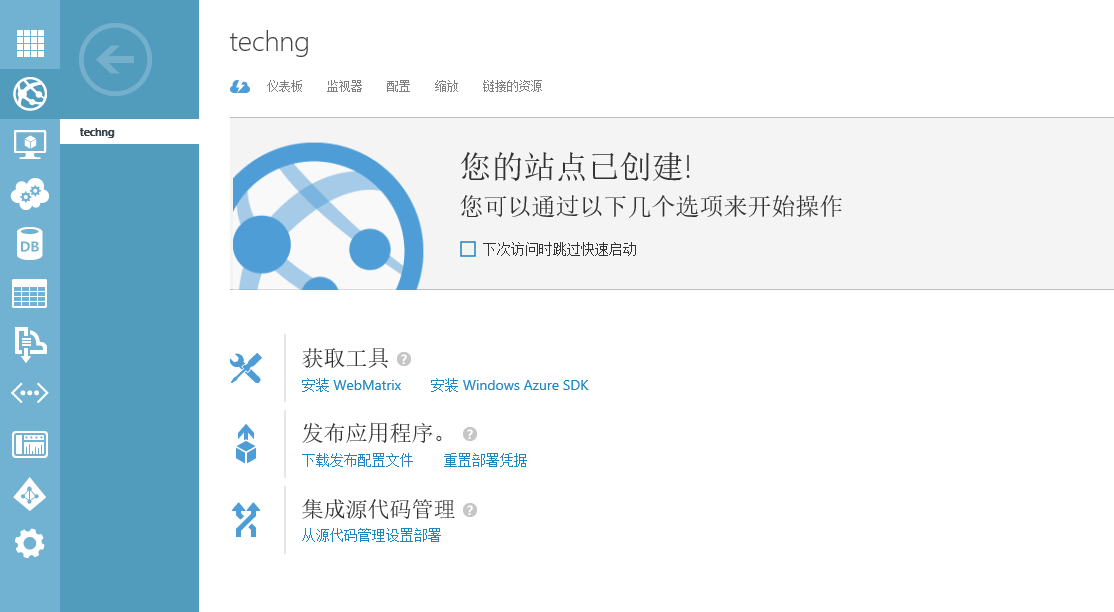 techng
仪表板 监视器 配置 缩放 链接的资源
techng
您的站点已创建!
您可以通过以下几个选项来开始操作
下次访问时跳过快速启动
DB
获取工具 ?
安装 WebMatrix 安装 Windows Azure SDK
发布应用程序。 ?
下载发布配置文件 重置部署凭据
集成源代码管理 ?
从源代码管理设置部署